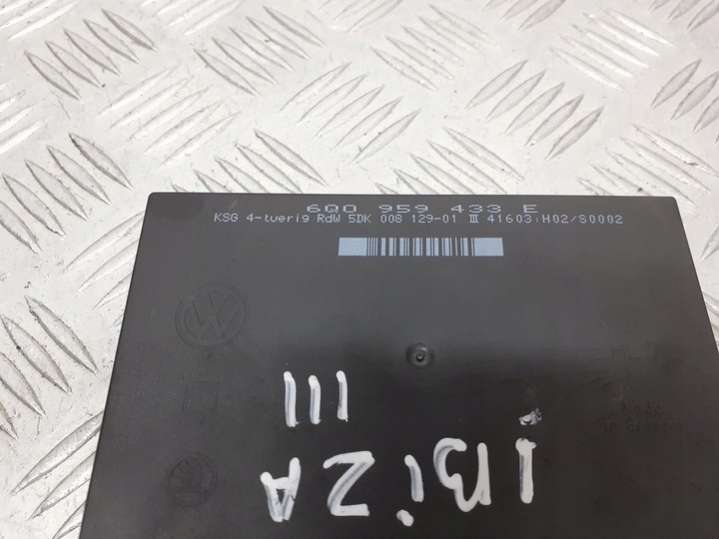 6Q0 959 433 E
KSG 4-tuerig RdW 5DK 008 129-01 III 41603:H02/S0002
IBiZA
III